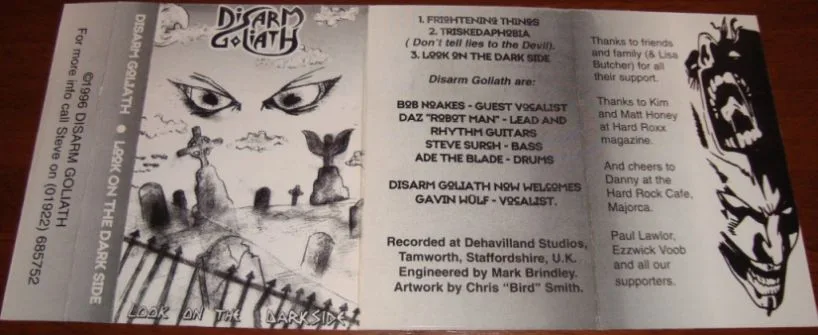 ©1996 DISARM GOLIATH
For more info call Steve on (01922) 685752
DISARM GOLIATH ● LOOK ON THE DARK SIDE
DISARM
GOLIATH
LOOK ON THE DARKSIDE
1. FRIGHTENING THINGS
2. TRISKEDAPHOBIA
( Don't tell lies to the Devil).
3. LOOK ON THE DARK SIDE
Disarm Goliath are:
BOB NOAKES - GUEST VOCALIST
DAZ "ROBOT MAN" - LEAD AND
RHYTHM GUITARS
STEVE SURCH - BASS
ADE THE BLADE - DRUMS
DISARM GOLIATH NOW WELCOMES
GAVIN WÜLF - VOCALIST.
Recorded at Dehavilland Studios,
Tamworth, Staffordshire, U.K.
Engineered by Mark Brindley.
Artwork by Chris "Bird" Smith.
Thanks to friends
and family (& Lisa
Butcher) for all
their support.
Thanks to Kim
and Matt Honey
at Hard Roxx
magazine.
And cheers to
Danny at the
Hard Rock Cafe,
Majorca.
Paul Lawlor,
Ezzwick Voob
and all our
supporters.